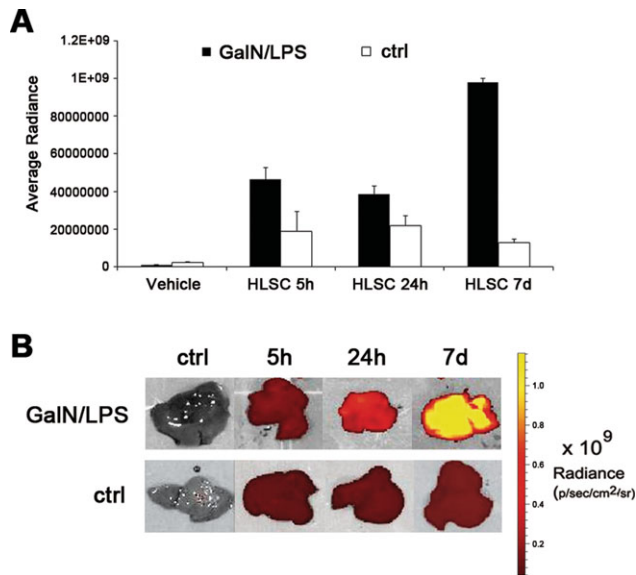 A
GalN/LPS ctrl
1.2E+09
1E+09
80000000
60000000
40000000
20000000
0
Average Radiance
Vehicle HLSC 5h HLSC 24h HLSC 7d
B
ctrl 5h 24h 7d
GalN/LPS
ctrl
1.0
0.8
0.6
0.4
0.2
x 10⁹
Radiance
(p/sec/cm²/sr)